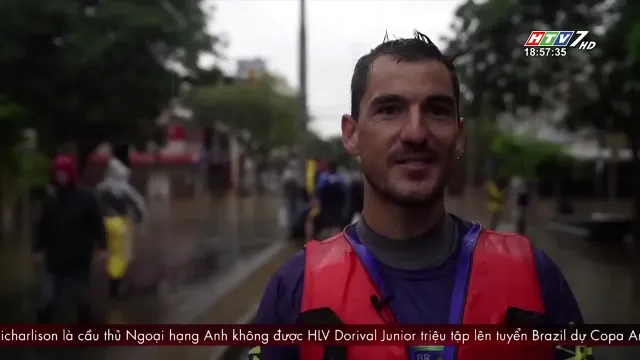 HTV7 HD
18:57:35
icharlison là cầu thủ Ngoại hạng Anh không được HLV Dorival Junior triệu tập lên tuyển Brazil dự Copa A
BR